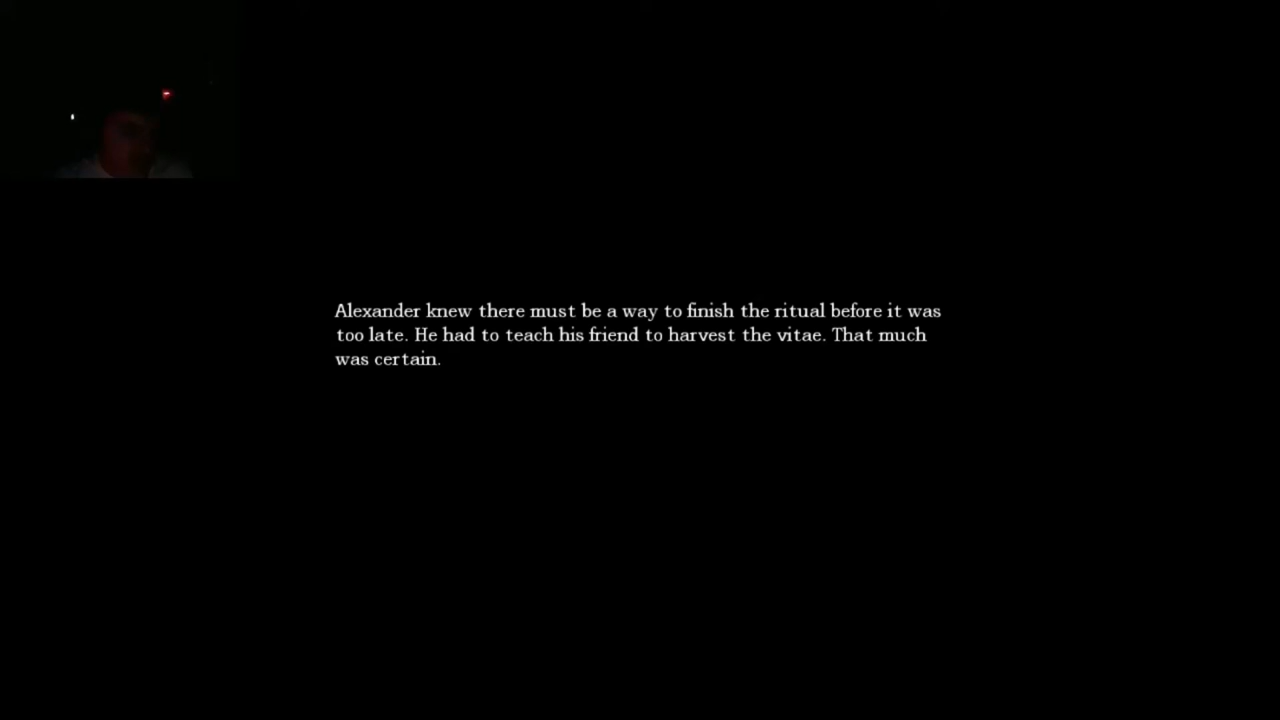 Alexander knew there must be a way to finish the ritual before it was
too late. He had to teach his friend to harvest the vitae. That much
was certain.